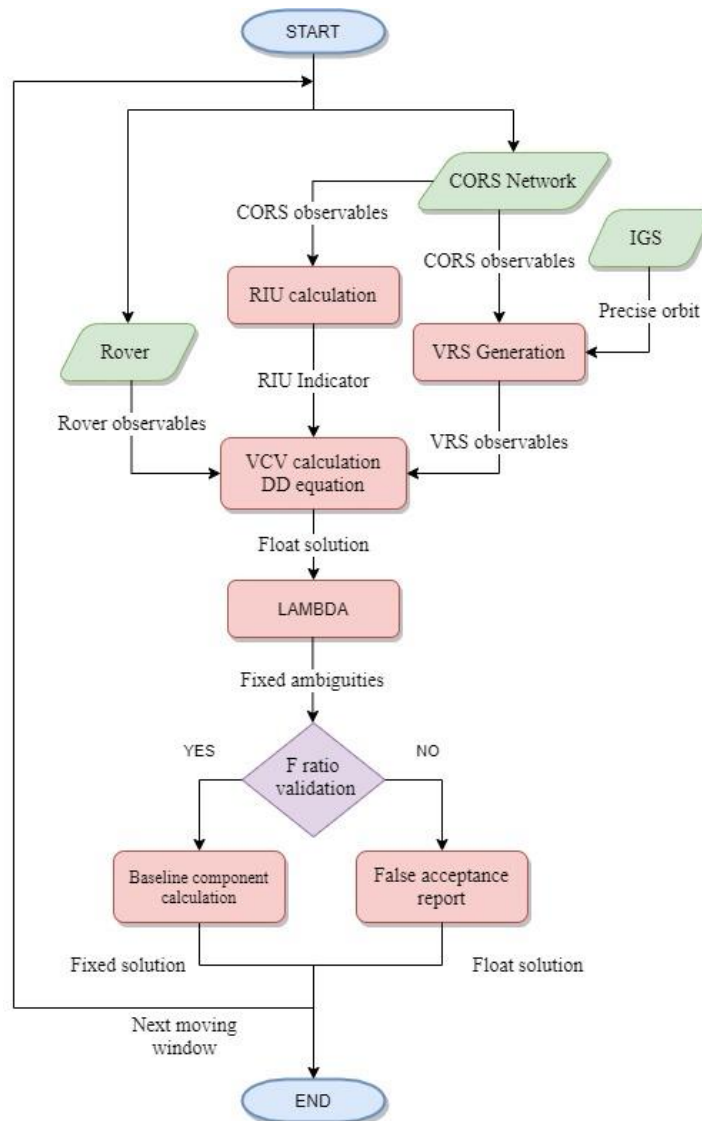 START
CORS Network
CORS observables
IGS
CORS observables
RIU calculation
Precise orbit
Rover
VRS Generation
RIU Indicator
Rover observables
VRS observables
VCV calculation
DD equation
Float solution
LAMBDA
Fixed ambiguities
YES
NO
F ratio
validation
Baseline component
calculation
False acceptance
report
Fixed solution
Float solution
Next moving
window
END